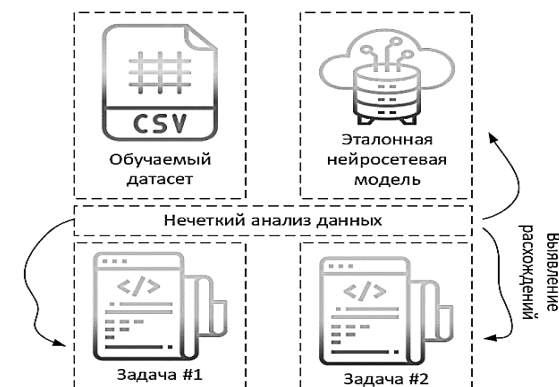 CSV
Обучаемый
датасет
Эталонная
нейросетевая
модель
Нечеткий анализ данных
</>
Задача #1
</>
Задача #2
Выявление
расхождений